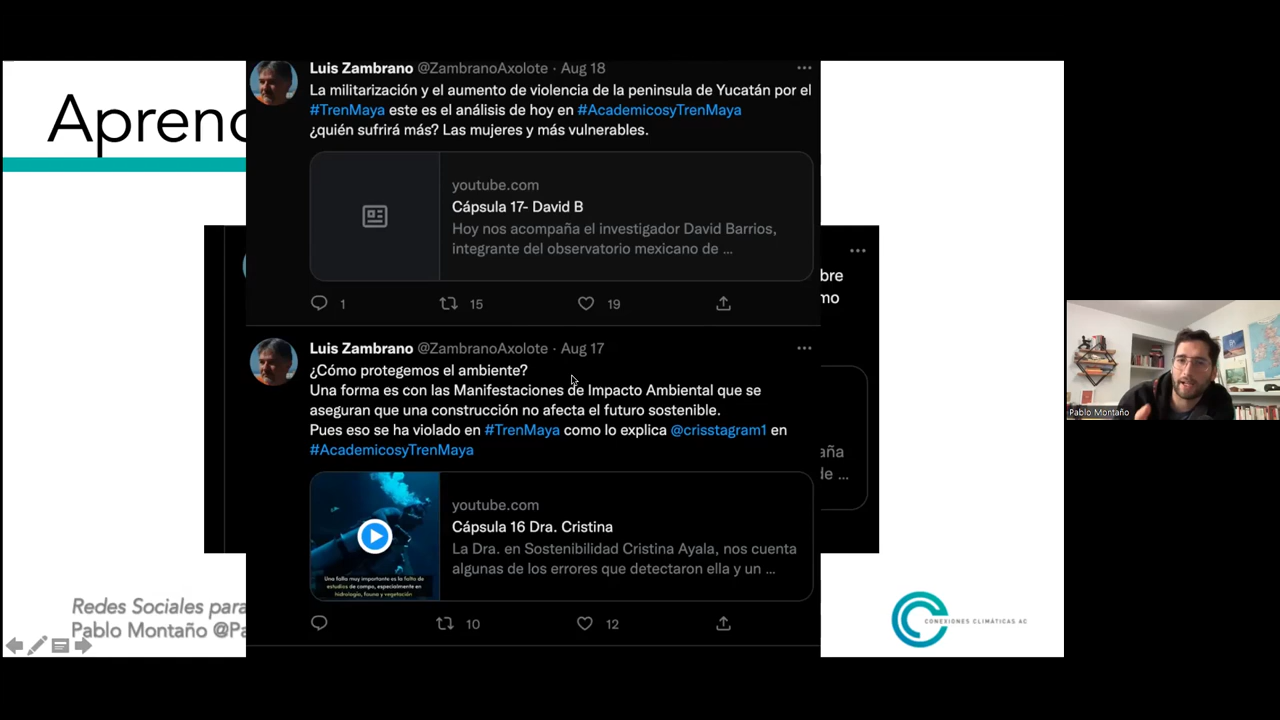 Luis Zambrano @ZambranoAxolote · Aug 18
La militarización y el aumento de violencia de la peninsula de Yucatán por el
#TrenMaya este es el análisis de hoy en #AcademicosyTrenMaya
¿quién sufrirá más? Las mujeres y más vulnerables.
Aprend
youtube.com
Cápsula 17- David B
Hoy nos acompaña el investigador David Barrios,
integrante del observatorio mexicano de ...
bre
mo
1 15 19
Luis Zambrano @ZambranoAxolote · Aug 17
¿Cómo protegemos el ambiente?
Una forma es con las Manifestaciones de Impacto Ambiental que se
aseguran que una construcción no afecta el futuro sostenible.
Pues eso se ha violado en #TrenMaya como lo explica @crisstagram1 en
#AcademicosyTrenMaya
aña
de ...
youtube.com
Cápsula 16 Dra. Cristina
La Dra. en Sostenibilidad Cristina Ayala, nos cuenta
algunas de los errores que detectaron ella y un ...
Una falta muy importante es la falta de
estudios de campo, especialmente en
hidrología, fauna y vegetación
10 12
Redes Sociales para
Pablo Montaño @Pa
CONEXIONES CLIMÁTICAS AC
Pablo Montaño